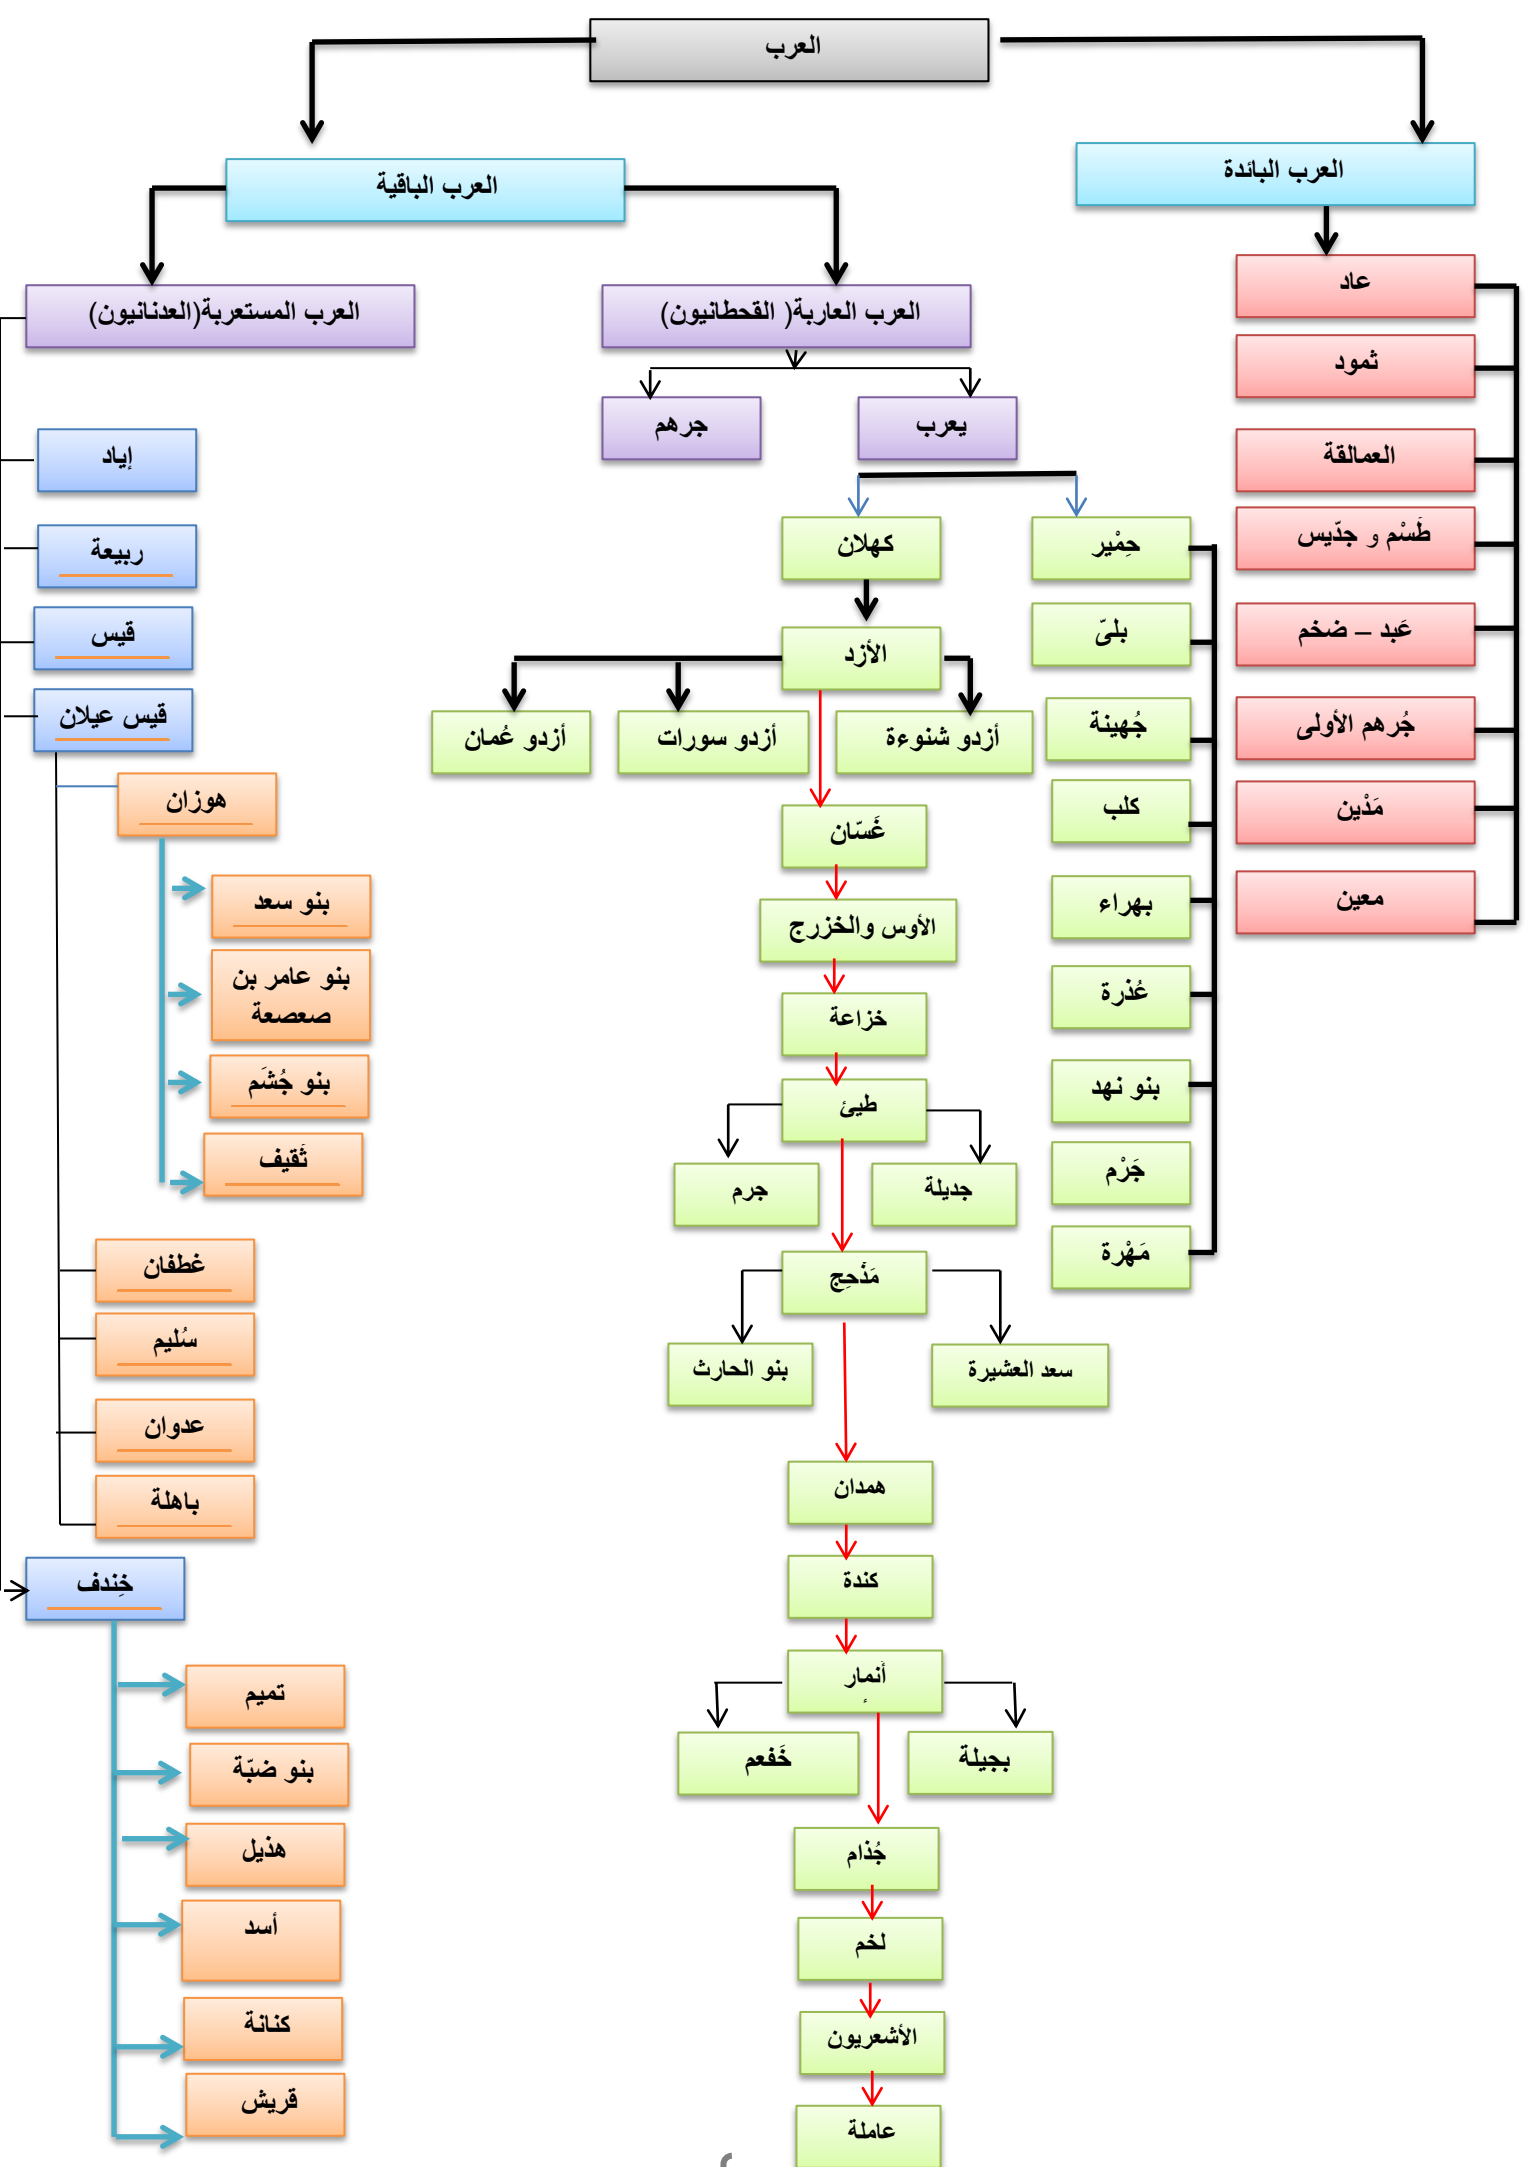 العرب
العرب البائدة
العرب الباقية
عاد
ثمود
العمالقة
طَسْم و جدّيس
عَبد – ضخم
جُرهم الأولى
مَدْين
معين
العرب العاربة( القحطانيون)
العرب المستعربة(العدنانيون)
يعرب
جرهم
حِمْير
بلىّ
جُهينة
كلب
بهراء
عُذرة
بنو نهد
جَرْم
مَهْرة
كهلان
الأزد
أزدو شنوءة
أزدو سورات
أزدو عُمان
غَسّان
الأوس والخزرج
خزاعة
طيئ
جديلة
جرم
مَذْحِج
سعد العشيرة
بنو الحارث
همدان
كندة
أنمار
بجيلة
خَفعم
جُذام
لخم
الأشعريون
عاملة
إياد
ربيعة
قيس
قيس عيلان
هوزان
بنو سعد
بنو عامر بن
صعصعة
بنو جُشَم
ثَقيف
غطفان
سُليم
عدوان
باهلة
خِندف
تميم
بنو ضبّة
هذيل
أسد
كنانة
قريش